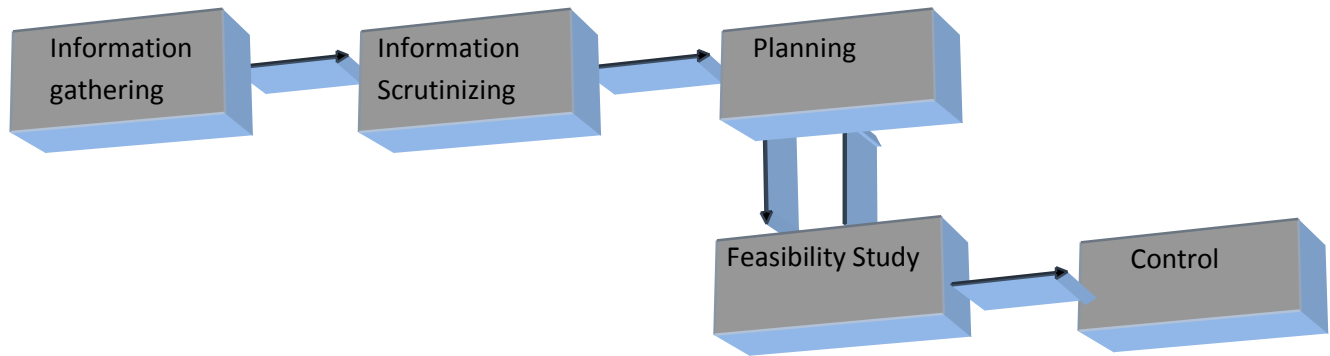 Information
gathering
Information
Scrutinizing
Planning
Feasibility Study
Control